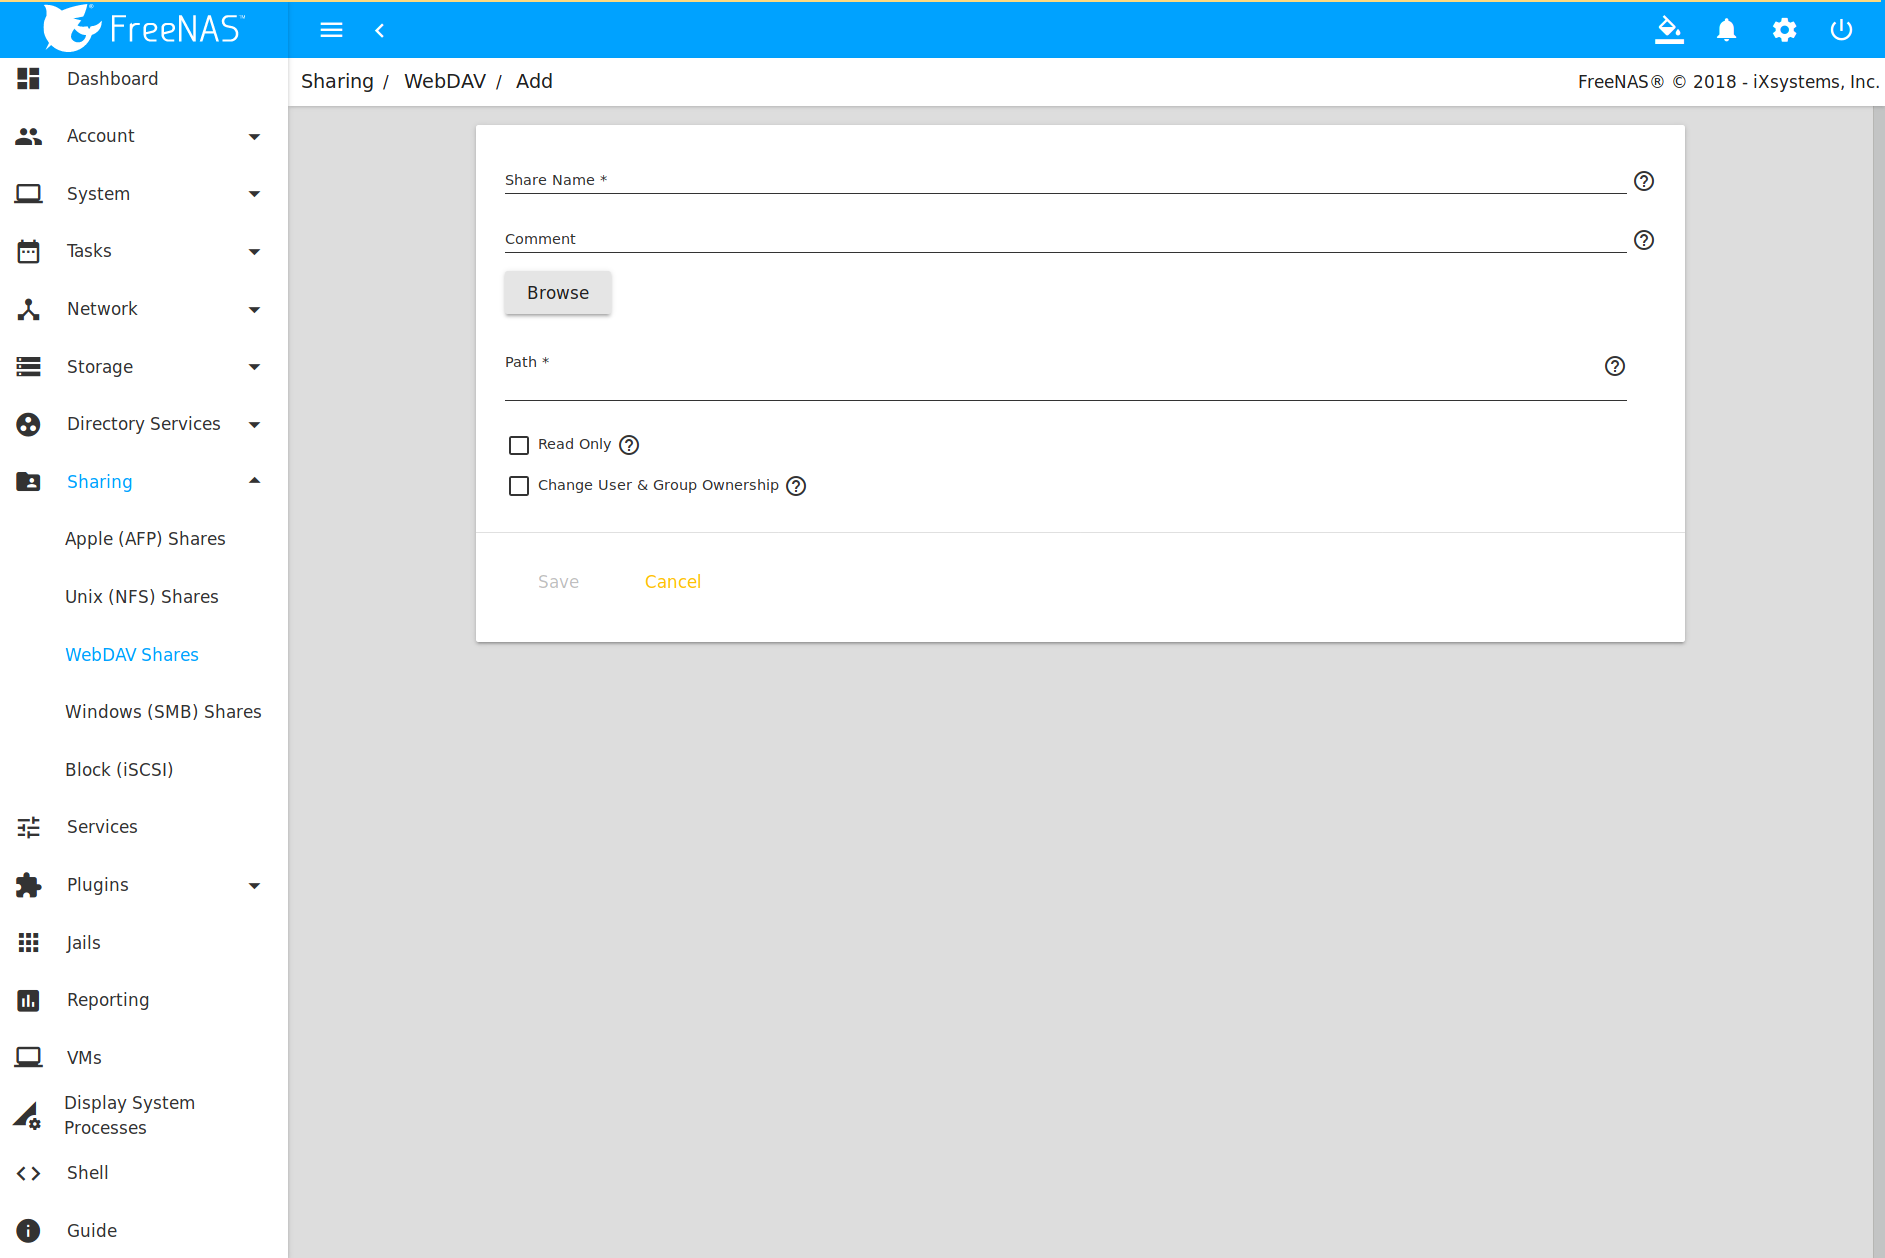 FreeNAS™
Sharing / WebDAV / Add
FreeNAS® © 2018 - iXsystems, Inc.
Dashboard
Account
System
Tasks
Network
Storage
Directory Services
Sharing
Apple (AFP) Shares
Unix (NFS) Shares
WebDAV Shares
Windows (SMB) Shares
Block (iSCSI)
Services
Plugins
Jails
Reporting
VMs
Display System
Processes
Shell
Guide
Share Name *
Comment
Browse
Path *
Read Only
Change User & Group Ownership
Save Cancel